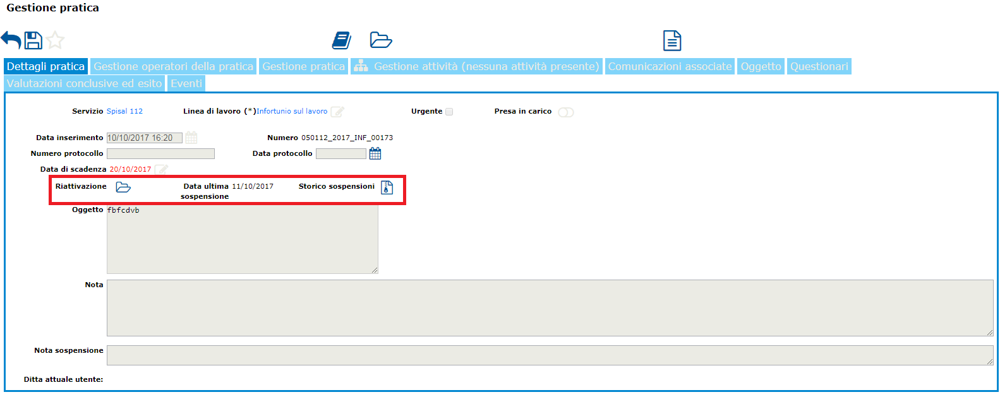 Gestione pratica
Dettagli pratica Gestione operatori della pratica Gestione pratica Gestione attività (nessuna attività presente) Comunicazioni associate Oggetto Questionari
Valutazioni conclusive ed esito Eventi
Servizio Spisal 112 Linea di lavoro (*)Infortunio sul lavoro Urgente Presa in carico
Data inserimento 10/10/2017 16:20 Numero 050112_2017_INF_00173
Numero protocollo Data protocollo
Data di scadenza 20/10/2017
Riattivazione Data ultima 11/10/2017 Storico sospensioni
sospensione
Oggetto fbfcdvb
Nota
Nota sospensione
Ditta attuale utente: